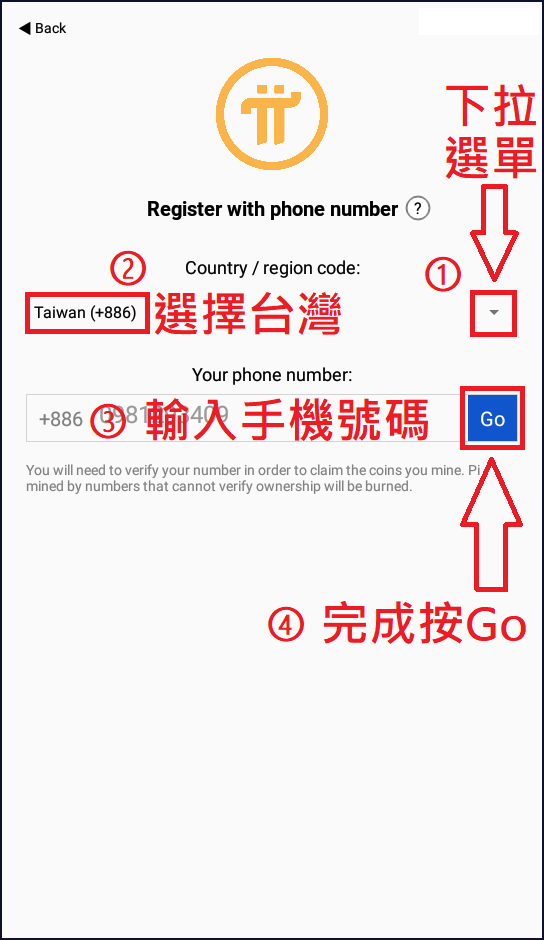 Back
下拉
選單
Register with phone number ?
② Country / region code: ①
Taiwan (+886) 選擇台灣
Your phone number:
+886 ③ 輸入手機號碼 Go
You will need to verify your number in order to claim the coins you mine. Pi
mined by numbers that cannot verify ownership will be burned.
④ 完成按Go